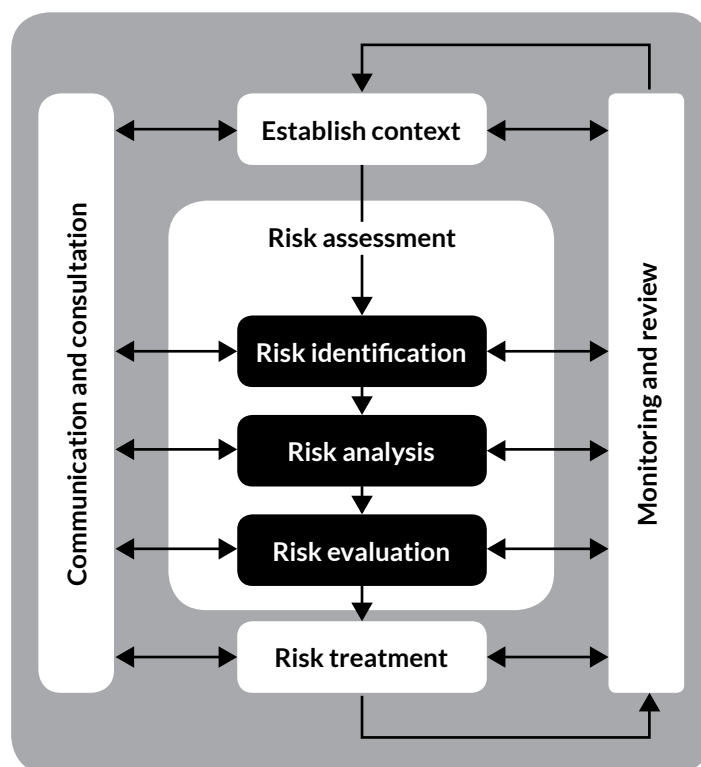 Establish context
Communication and consultation
Risk assessment
Monitoring and review
Risk identification
Risk analysis
Risk evaluation
Risk treatment